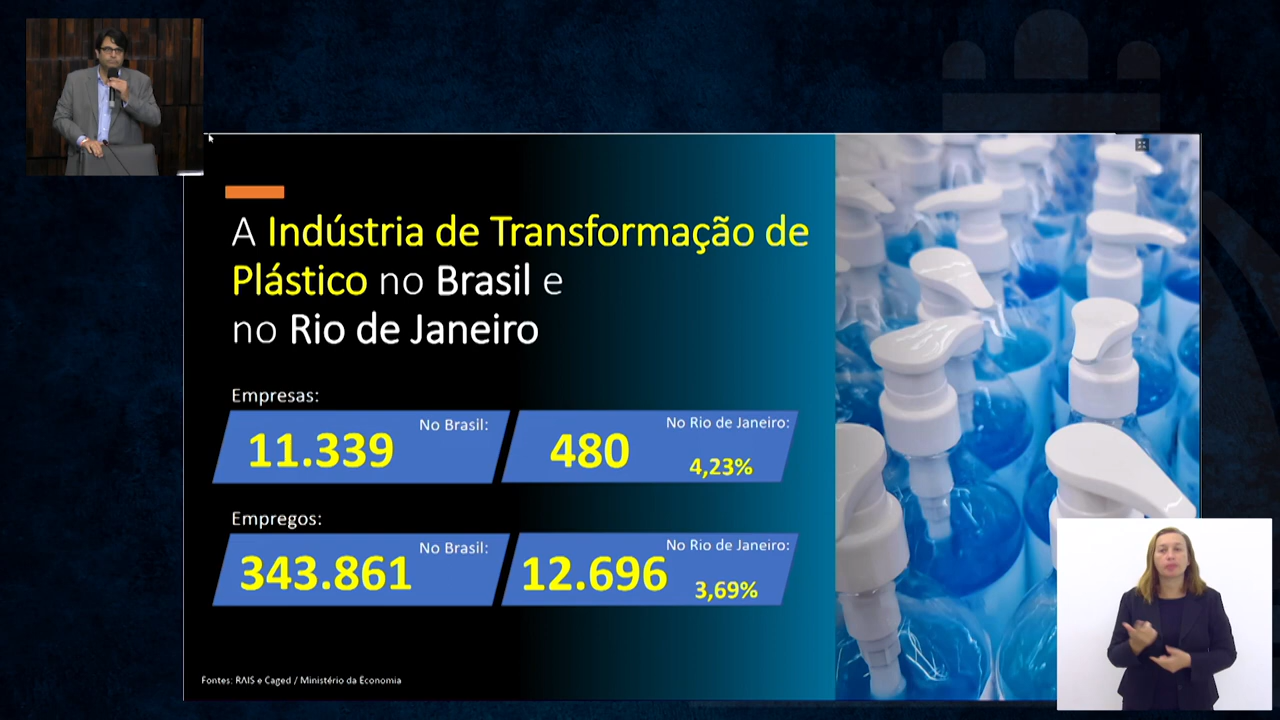 A Indústria de Transformação de
Plástico no Brasil e
no Rio de Janeiro
Empresas:
No Brasil:
11.339
No Rio de Janeiro:
480
4,23%
Empregos:
No Brasil:
343.861
No Rio de Janeiro:
12.696
3,69%
Fontes: RAIS e Caged / Ministério da Economia